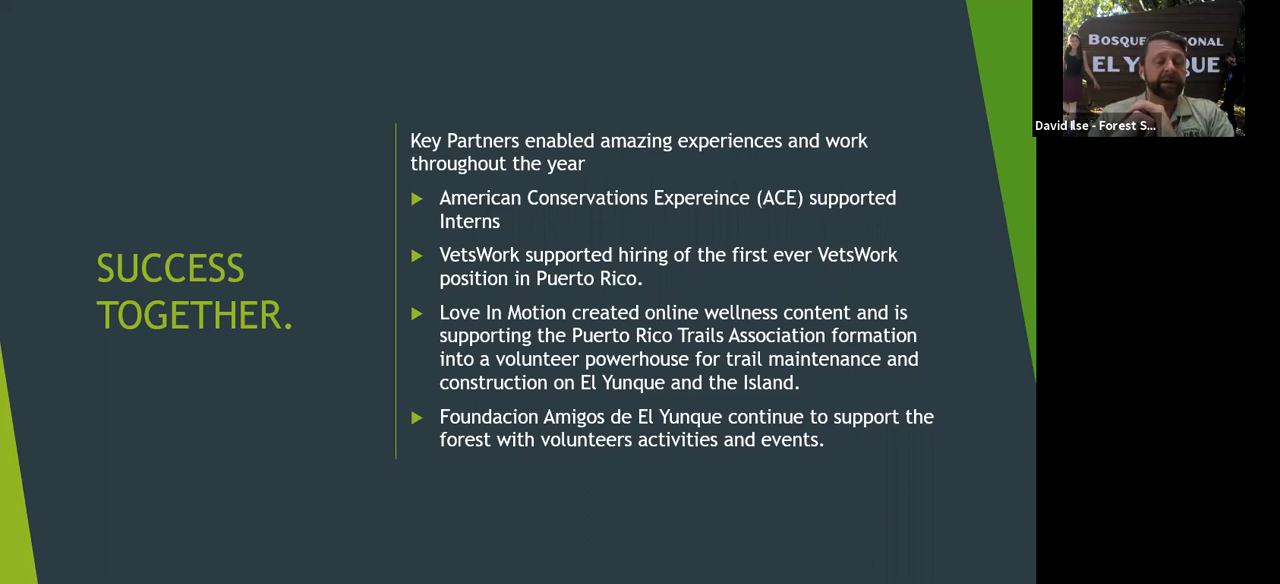 SUCCESS
TOGETHER.
Key Partners enabled amazing experiences and work
throughout the year
American Conservations Expereince (ACE) supported
Interns
VetsWork supported hiring of the first ever VetsWork
position in Puerto Rico.
Love In Motion created online wellness content and is
supporting the Puerto Rico Trails Association formation
into a volunteer powerhouse for trail maintenance and
construction on El Yunque and the Island.
Foundacion Amigos de El Yunque continue to support the
forest with volunteers activities and events.
BOSQUE
EL Y QUE
David Ilse - Forest S...